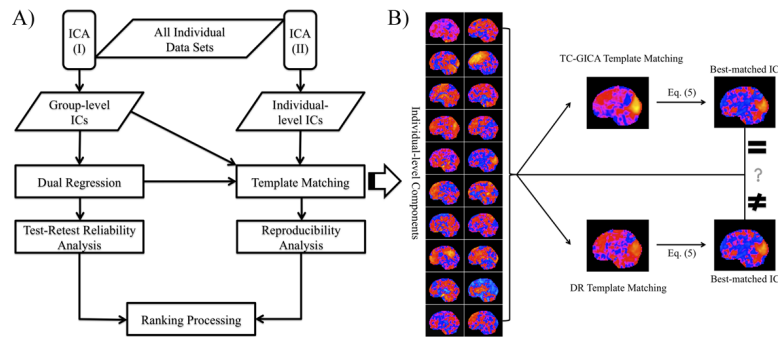 A)
ICA
(I)
All Individual
Data Sets
ICA
(II)
Group-level
ICs
Individual-
level ICs
Dual Regression
Template Matching
Test-Retest Reliability
Analysis
Reproducibility
Analysis
Ranking Processing
B)
Individual-level Components
TC-GICA Template Matching
Best-matched IC
Eq. (5)
=
?
≠
Eq. (5)
DR Template Matching
Best-matched IC